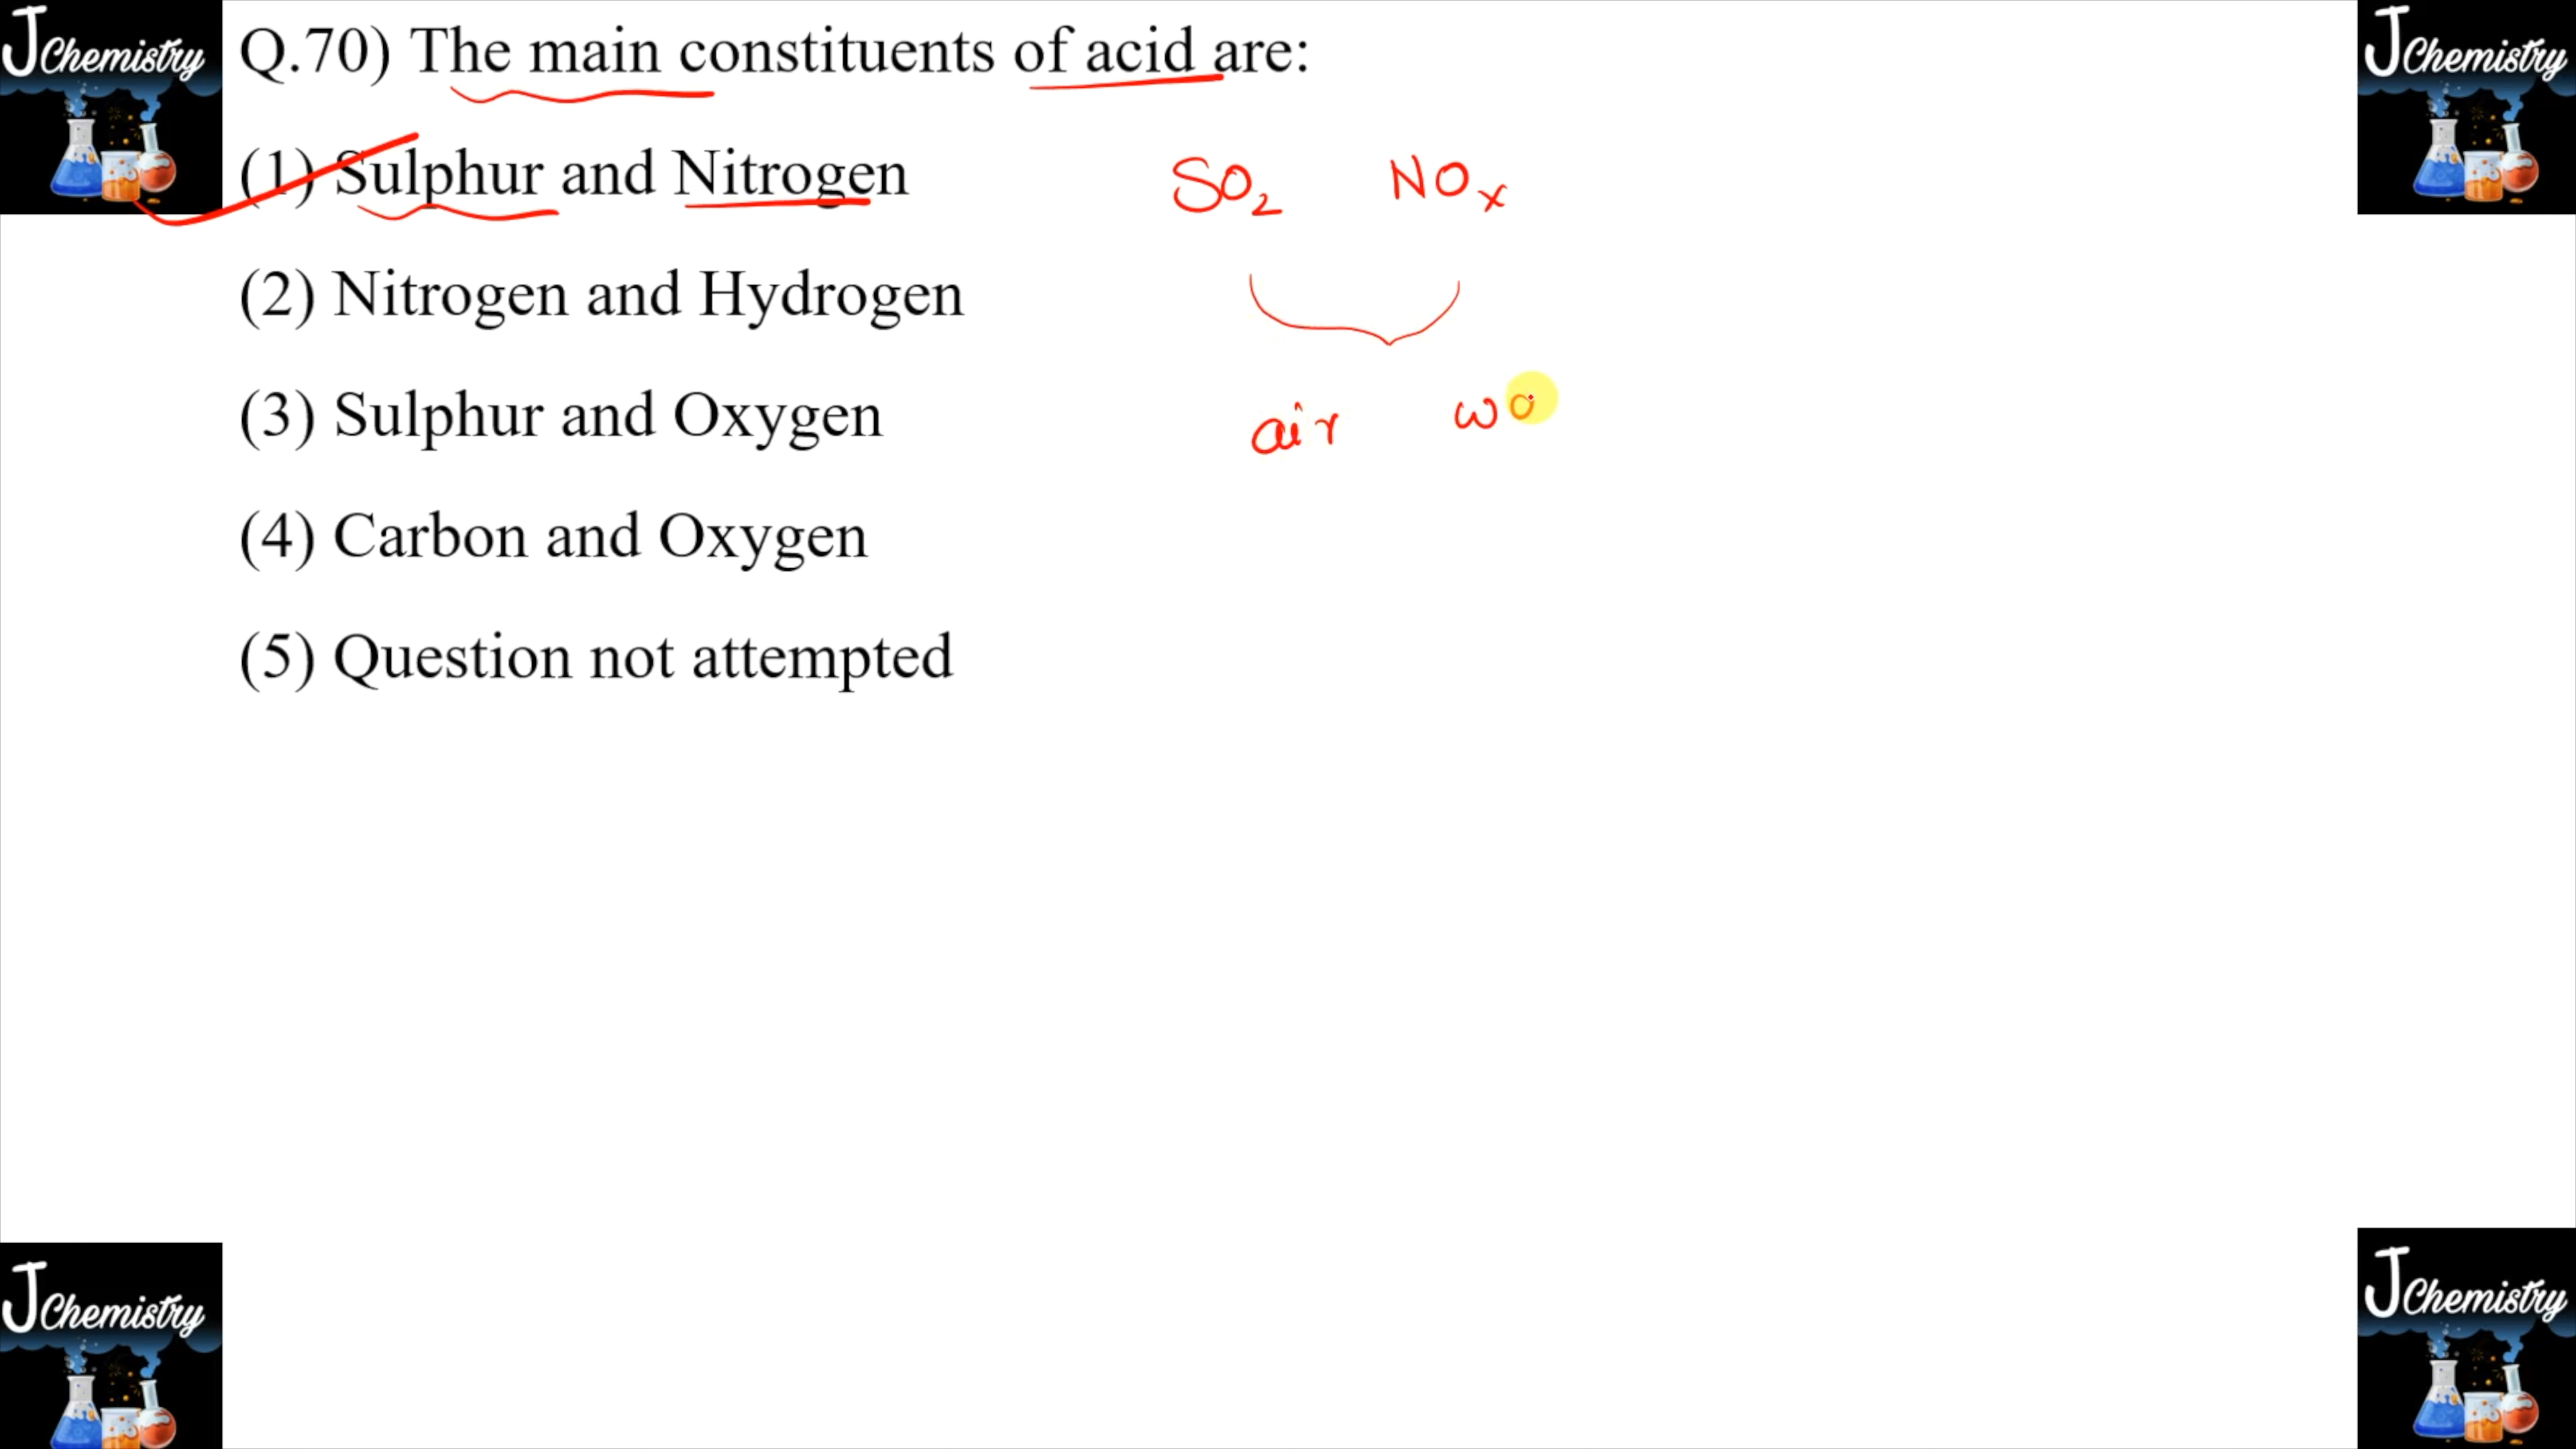 JChemistry
JChemistry
Q.70) The main constituents of acid are:
(1) Sulphur and Nitrogen
SO₂ NOₓ
(2) Nitrogen and Hydrogen
(3) Sulphur and Oxygen
air wa
(4) Carbon and Oxygen
(5) Question not attempted
JChemistry
JChemistry